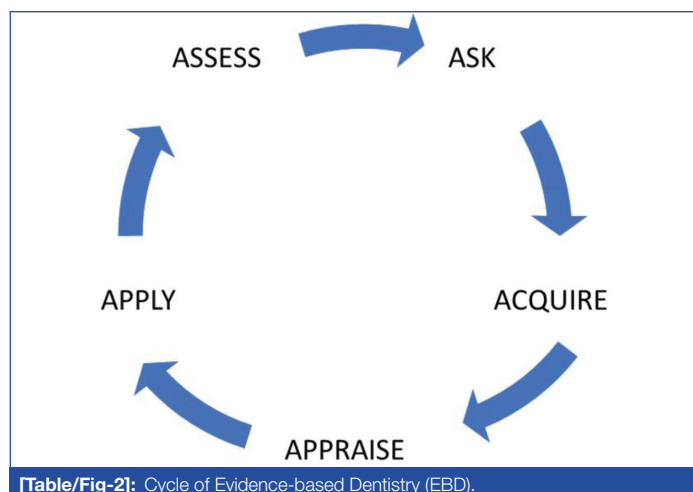 ASSESS ASK
APPLY ACQUIRE
APPRAISE
[Table/Fig-2]: Cycle of Evidence-based Dentistry (EBD).